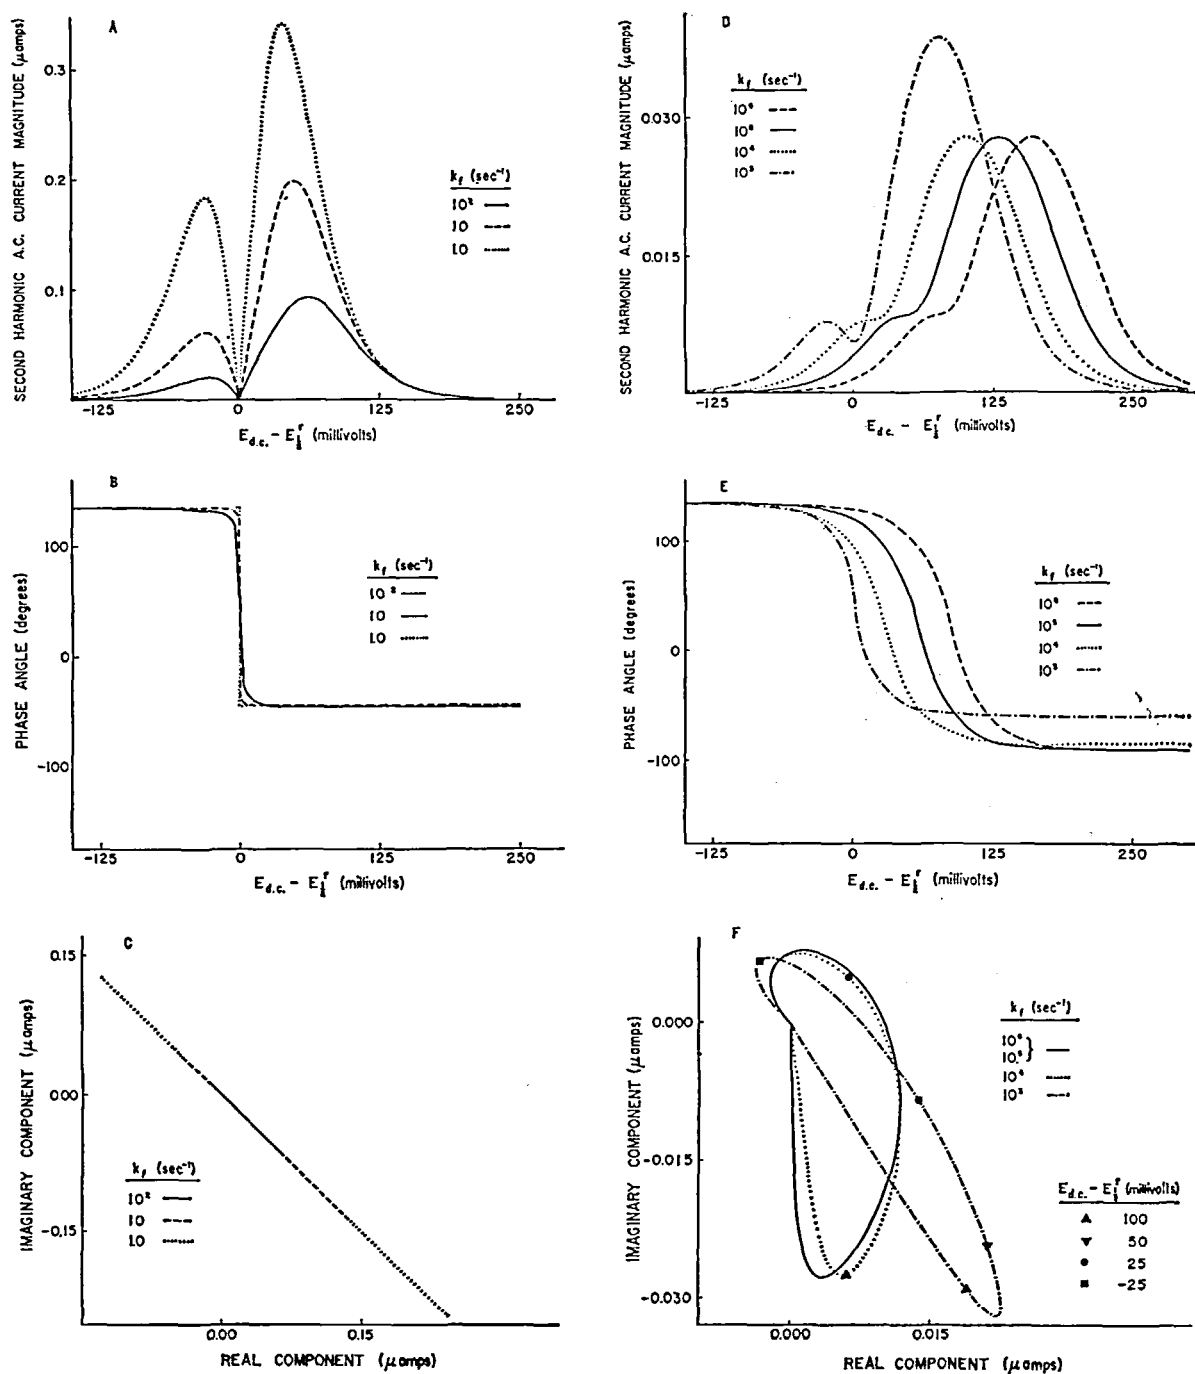 A
SECOND HARMONIC A.C. CURRENT MAGNITUDE (μamps)
0.3
0.2
0.1
k_f (sec⁻¹)
10²
10
1.0
-125
0
125
250
E_d.c. - E_½^r (millivolts)
D
SECOND HARMONIC A.C. CURRENT MAGNITUDE (μamps)
0.030
0.015
k_f (sec⁻¹)
10⁶
10⁵
10⁴
10³
-125
0
125
250
E_d.c. - E_½^r (millivolts)
B
PHASE ANGLE (degrees)
100
0
-100
k_f (sec⁻¹)
10²
10
1.0
-125
0
125
250
E_d.c. - E_½^r (millivolts)
E
PHASE ANGLE (degrees)
100
0
-100
k_f (sec⁻¹)
10⁶
10⁵
10⁴
10³
-125
0
125
250
E_d.c. - E_½^r (millivolts)
C
IMAGINARY COMPONENT (μamps)
0.15
0.00
-0.15
k_f (sec⁻¹)
10²
10
1.0
0.00
0.15
REAL COMPONENT (μamps)
F
IMAGINARY COMPONENT (μamps)
0.000
-0.015
-0.030
k_f (sec⁻¹)
10⁶
10⁵
10⁴
10³
E_d.c. - E_½^r (millivolts)
▲ 100
▼ 50
● 25
■ -25
0.000
0.015
REAL COMPONENT (μamps)